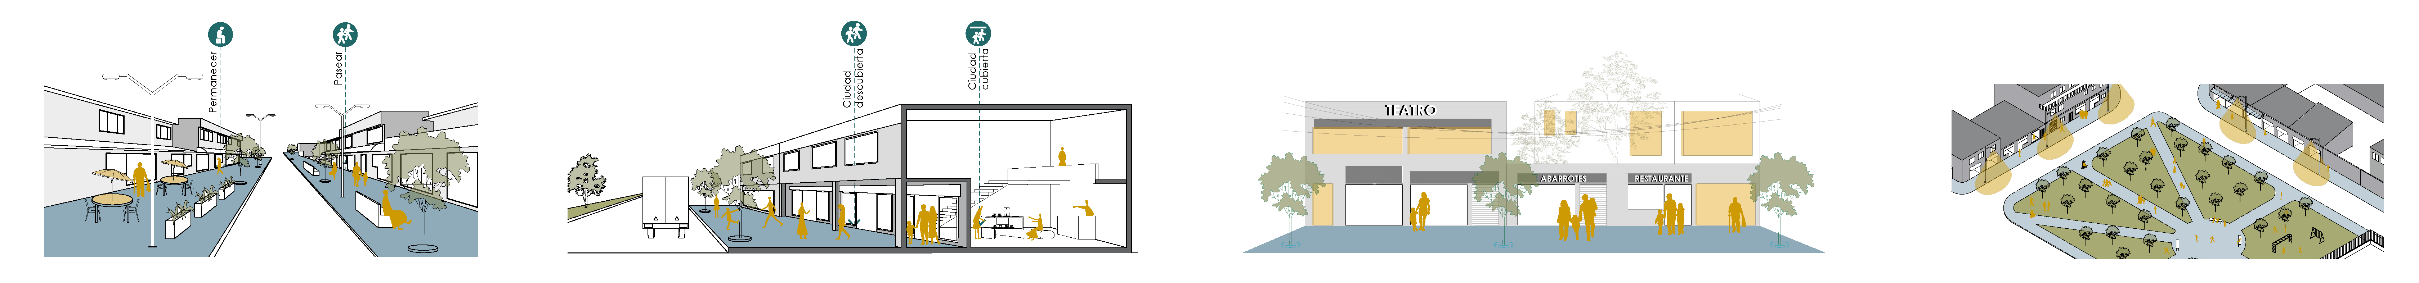 Permanecer
Pasear
Ciudad
descubierta
Ciudad
cubierta
TEATRO
ABARROTES
RESTAURANTE